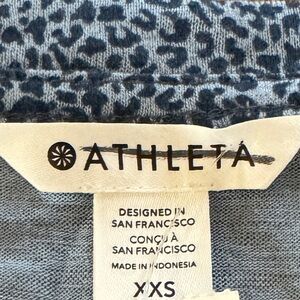 ATHLETA
DESIGNED IN
SAN FRANCISCO
CONÇU À
SAN FRANCISCO
MADE IN INDONESIA
XXS